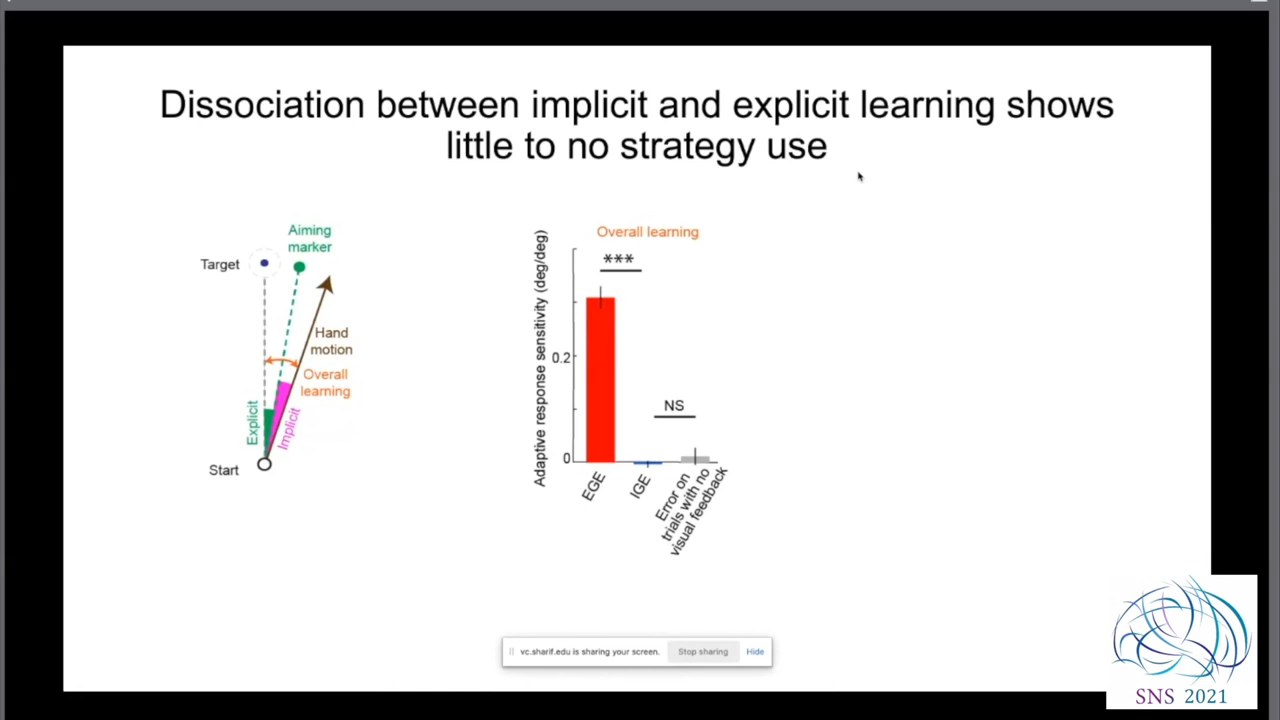 Dissociation between implicit and explicit learning shows
little to no strategy use
Aiming
marker
Target
Hand
motion
Overall
learning
Explicit
Implicit
Start
Overall learning
***
Adaptive response sensitivity (deg/deg)
0.2
NS
0
EGE
IGE
Error on
trials with no
visual feedback
vc.sharif.edu is sharing your screen.
Stop sharing
Hide
SNS 2021